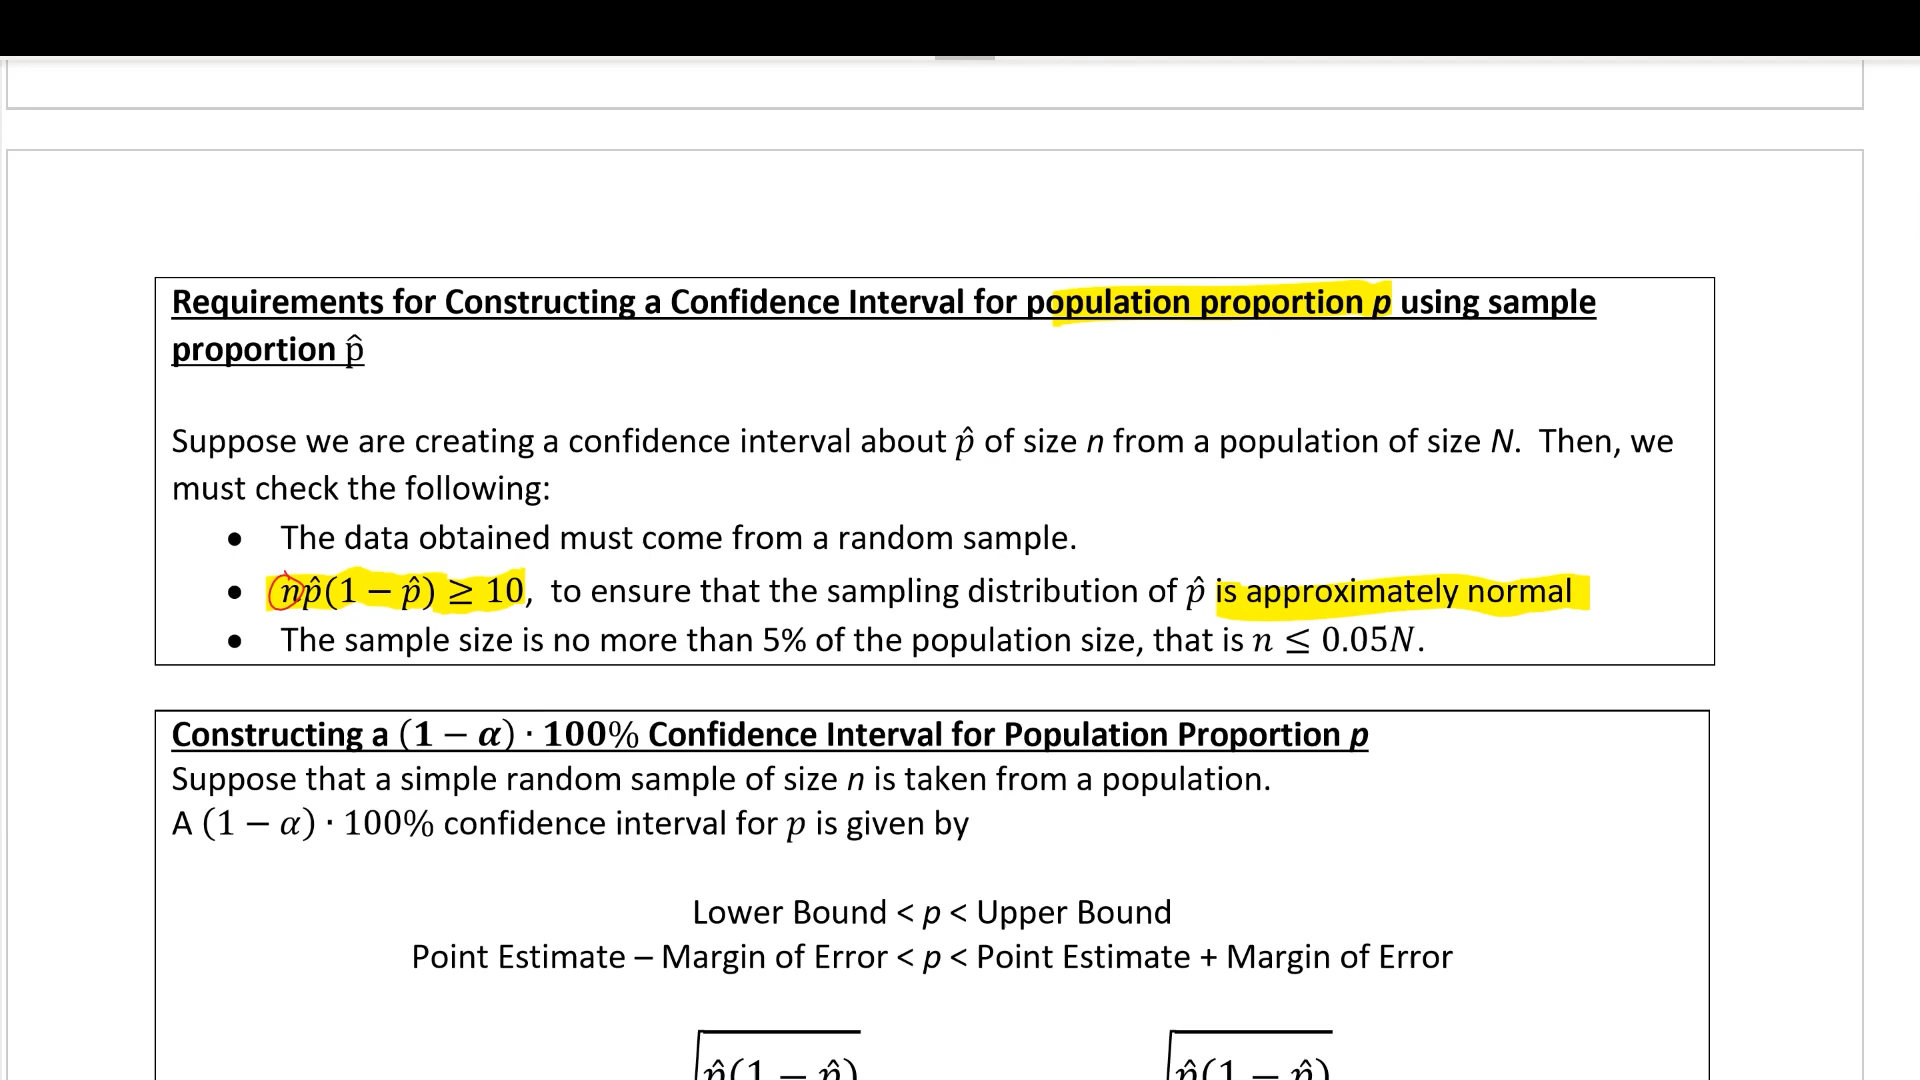 Requirements for Constructing a Confidence Interval for population proportion p using sample
proportion p̂
Suppose we are creating a confidence interval about p̂ of size n from a population of size N. Then, we
must check the following:
• The data obtained must come from a random sample.
• np̂(1 − p̂) ≥ 10, to ensure that the sampling distribution of p̂ is approximately normal
• The sample size is no more than 5% of the population size, that is n ≤ 0.05N.
Constructing a (1 − α) · 100% Confidence Interval for Population Proportion p
Suppose that a simple random sample of size n is taken from a population.
A (1 − α) · 100% confidence interval for p is given by
Lower Bound < p < Upper Bound
Point Estimate – Margin of Error < p < Point Estimate + Margin of Error